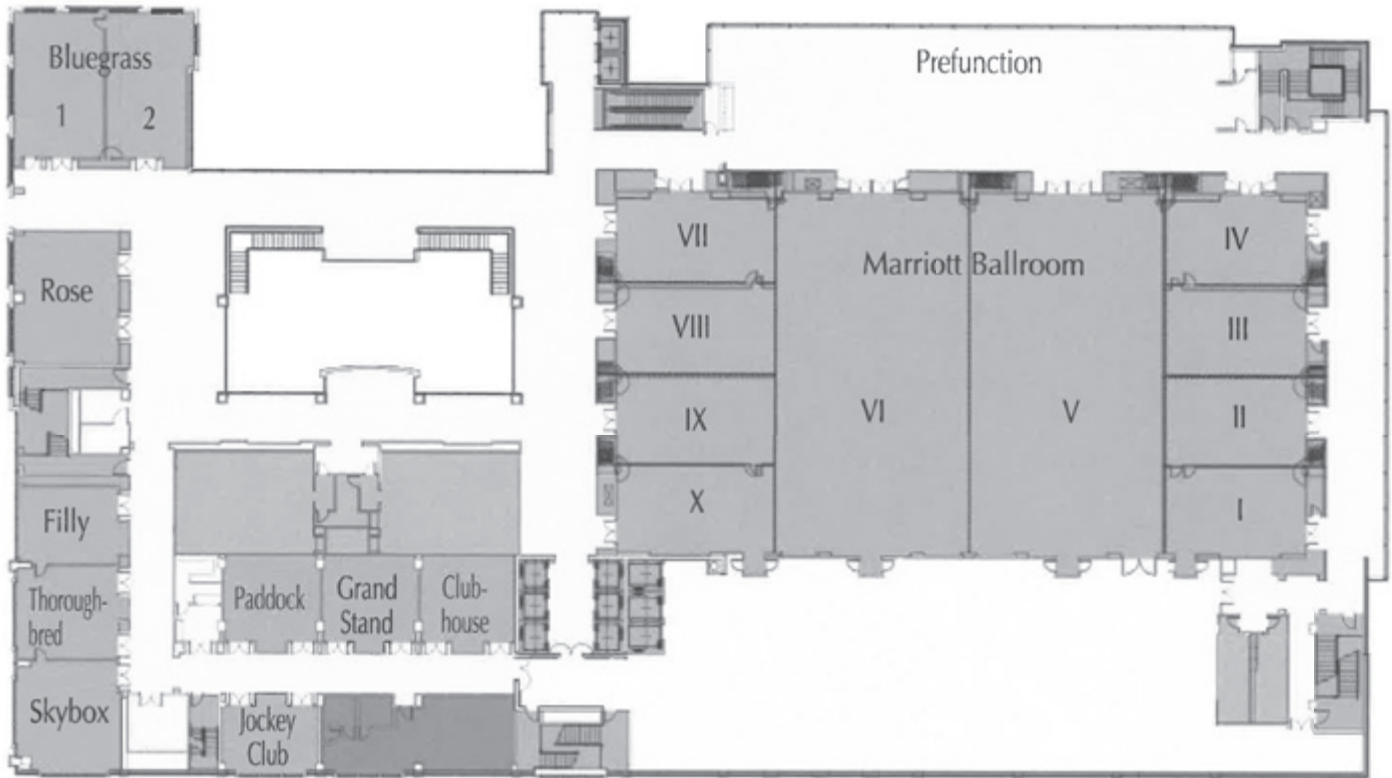 Bluegrass
1
2
Prefunction
Rose
VII
Marriott Ballroom
IV
VIII
III
IX
VI
V
II
X
I
Filly
Thorough-
bred
Paddock
Grand
Stand
Club-
house
Skybox
Jockey
Club